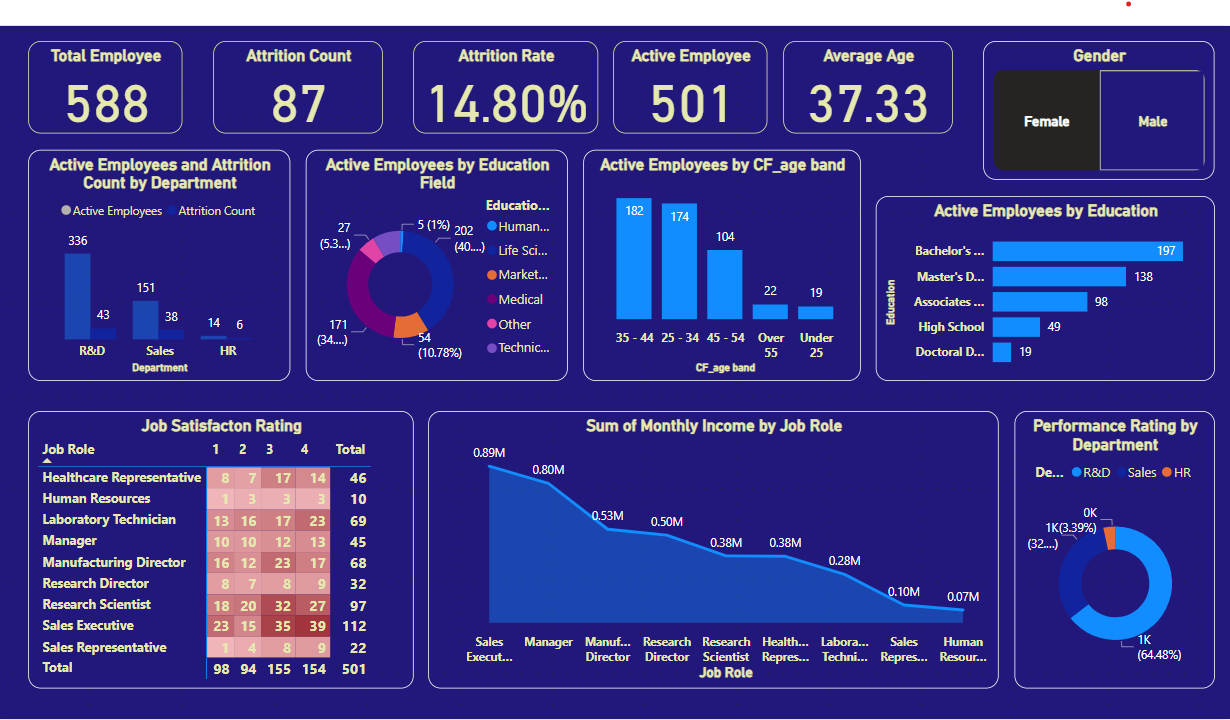 Total Employee
588
Attrition Count
87
Attrition Rate
14.80%
Active Employee
501
Average Age
37.33
Gender
Female
Male
Active Employees and Attrition
Count by Department
Active Employees
Attrition Count
336
43
151
38
14
6
R&D
Sales
HR
Department
Active Employees by Education
Field
Educatio...
Human...
Life Sci...
Market...
Medical
Other
Technic...
5 (1%)
202
(40....)
54
(10.78%)
171
(34....)
27
(5.3...)
Active Employees by CF_age band
182
174
104
22
19
35 - 44
25 - 34
45 - 54
Over
55
Under
25
CF_age band
Active Employees by Education
Education
Bachelor's ...
197
Master's D...
138
Associates ...
98
High School
49
Doctoral D...
19
Job Satisfacton Rating
Job Role 1 2 3 4 Total
Healthcare Representative 8 7 17 14 46
Human Resources 1 3 3 3 10
Laboratory Technician 13 16 17 23 69
Manager 10 10 12 13 45
Manufacturing Director 16 12 23 17 68
Research Director 8 7 8 9 32
Research Scientist 18 20 32 27 97
Sales Executive 23 15 35 39 112
Sales Representative 1 4 8 9 22
Total 98 94 155 154 501
Sum of Monthly Income by Job Role
0.89M
0.80M
0.53M
0.50M
0.38M
0.38M
0.28M
0.10M
0.07M
Sales
Execut...
Manager
Manuf...
Director
Research
Director
Research
Scientist
Health...
Repres...
Labora...
Techni...
Sales
Repres...
Human
Resour...
Job Role
Performance Rating by
Department
De...
R&D
Sales
HR
0K
(3.39%)
1K
(32....)
1K
(64.48%)